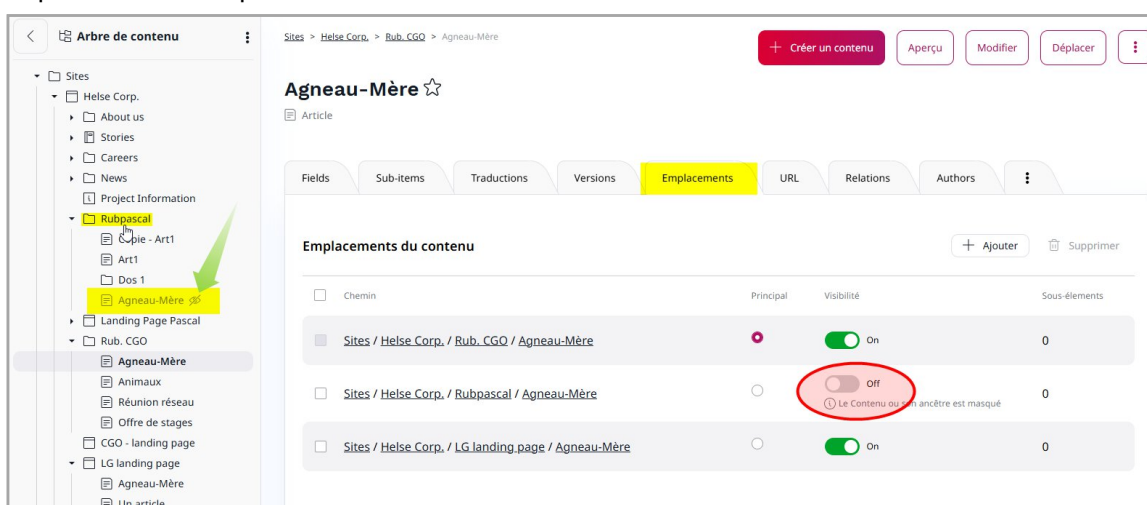 Arbre de contenu
Sites
Helse Corp.
About us
Stories
Careers
News
Project Information
Rubpascal
Copie - Art1
Art1
Dos 1
Agneau-Mère
Landing Page Pascal
Rub. CGO
Agneau-Mère
Animaux
Réunion réseau
Offre de stages
CGO - landing page
LG landing page
Agneau-Mère
Un article
Sites > Helse Corp. > Rub. CGO > Agneau-Mère
+ Créer un contenu Aperçu Modifier Déplacer
Agneau-Mère
Article
Fields Sub-items Traductions Versions Emplacements URL Relations Authors
Emplacements du contenu + Ajouter Supprimer
Chemin Principal Visibilité Sous-élements
Sites / Helse Corp. / Rub. CGO / Agneau-Mère On 0
Sites / Helse Corp. / Rubpascal / Agneau-Mère Off 0
Le Contenu ou son ancêtre est masqué
Sites / Helse Corp. / LG landing page / Agneau-Mère On 0